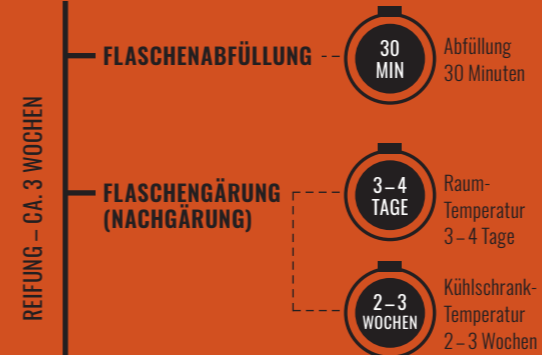 REIFUNG – CA. 3 WOCHEN
FLASCHENABFÜLLUNG
30
MIN
Abfüllung
30 Minuten
FLASCHENGÄRUNG
(NACHGÄRUNG)
3–4
TAGE
Raum-
Temperatur
3–4 Tage
2–3
WOCHEN
Kühlschrank-
Temperatur
2–3 Wochen